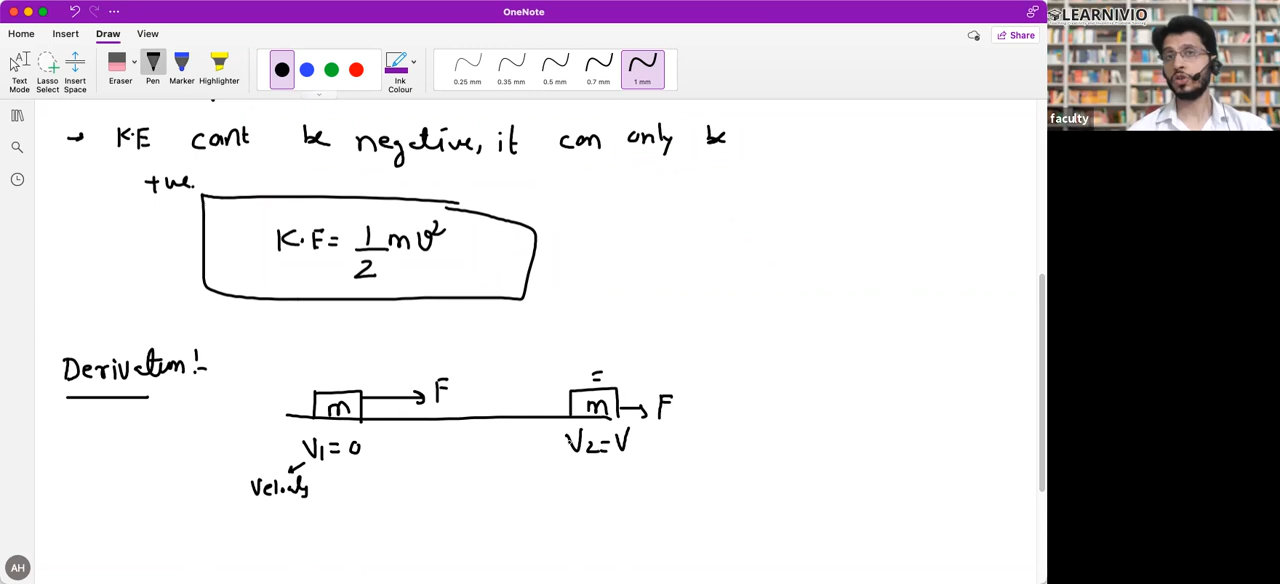 OneNote
LEARNIVIO
Home Insert Draw View
Share
Text Mode
Lasso Select
Insert Space
Eraser
Pen
Marker
Highlighter
Ink Colour
0.25 mm
0.35 mm
0.5 mm
0.7 mm
1 mm
faculty
→ K.E can't be negative, it can only be
+ve.
K.E = 1/2 mv²
Derivation:-
m → F
m → F
V1 = 0
V2 = V
Velocity
AH